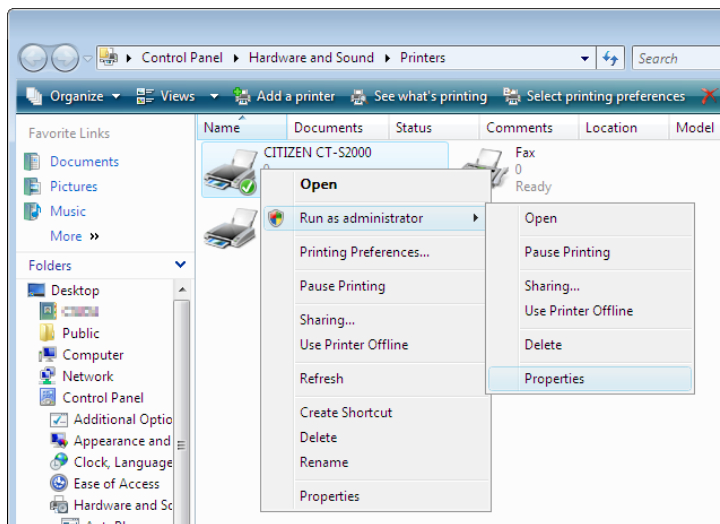 Control Panel ▸ Hardware and Sound ▸ Printers
Search
Organize
Views
Add a printer
See what's printing
Select printing preferences
Favorite Links
Documents
Pictures
Music
More »
Folders
Desktop
Public
Computer
Network
Control Panel
Additional Optio
Appearance and
Clock, Language
Ease of Access
Hardware and So
Name
Documents
Status
Comments
Location
Model
CITIZEN CT-S2000
0
Fax
0
Ready
Open
Run as administrator
Printing Preferences...
Pause Printing
Sharing...
Use Printer Offline
Refresh
Create Shortcut
Delete
Rename
Properties
Open
Pause Printing
Sharing...
Use Printer Offline
Delete
Properties